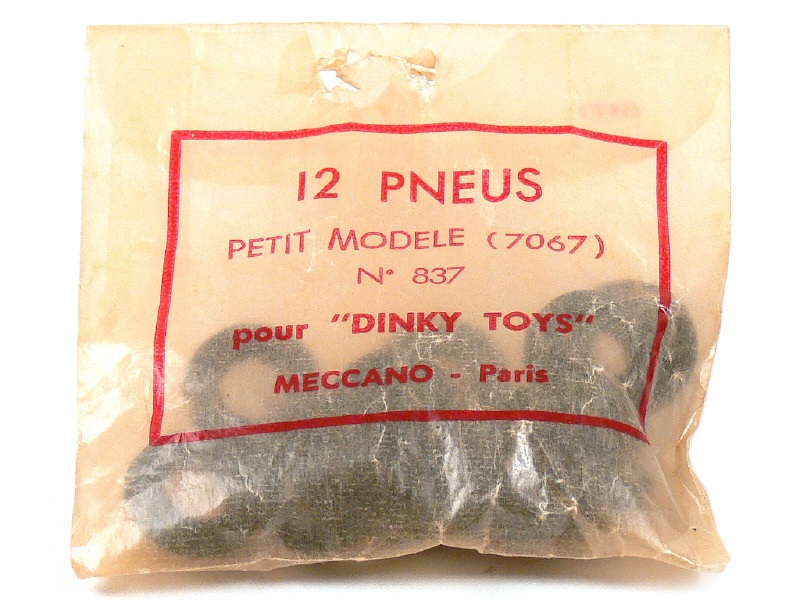 12 PNEUS
PETIT MODELE (7067)
N° 837
pour "DINKY TOYS"
MECCANO - Paris